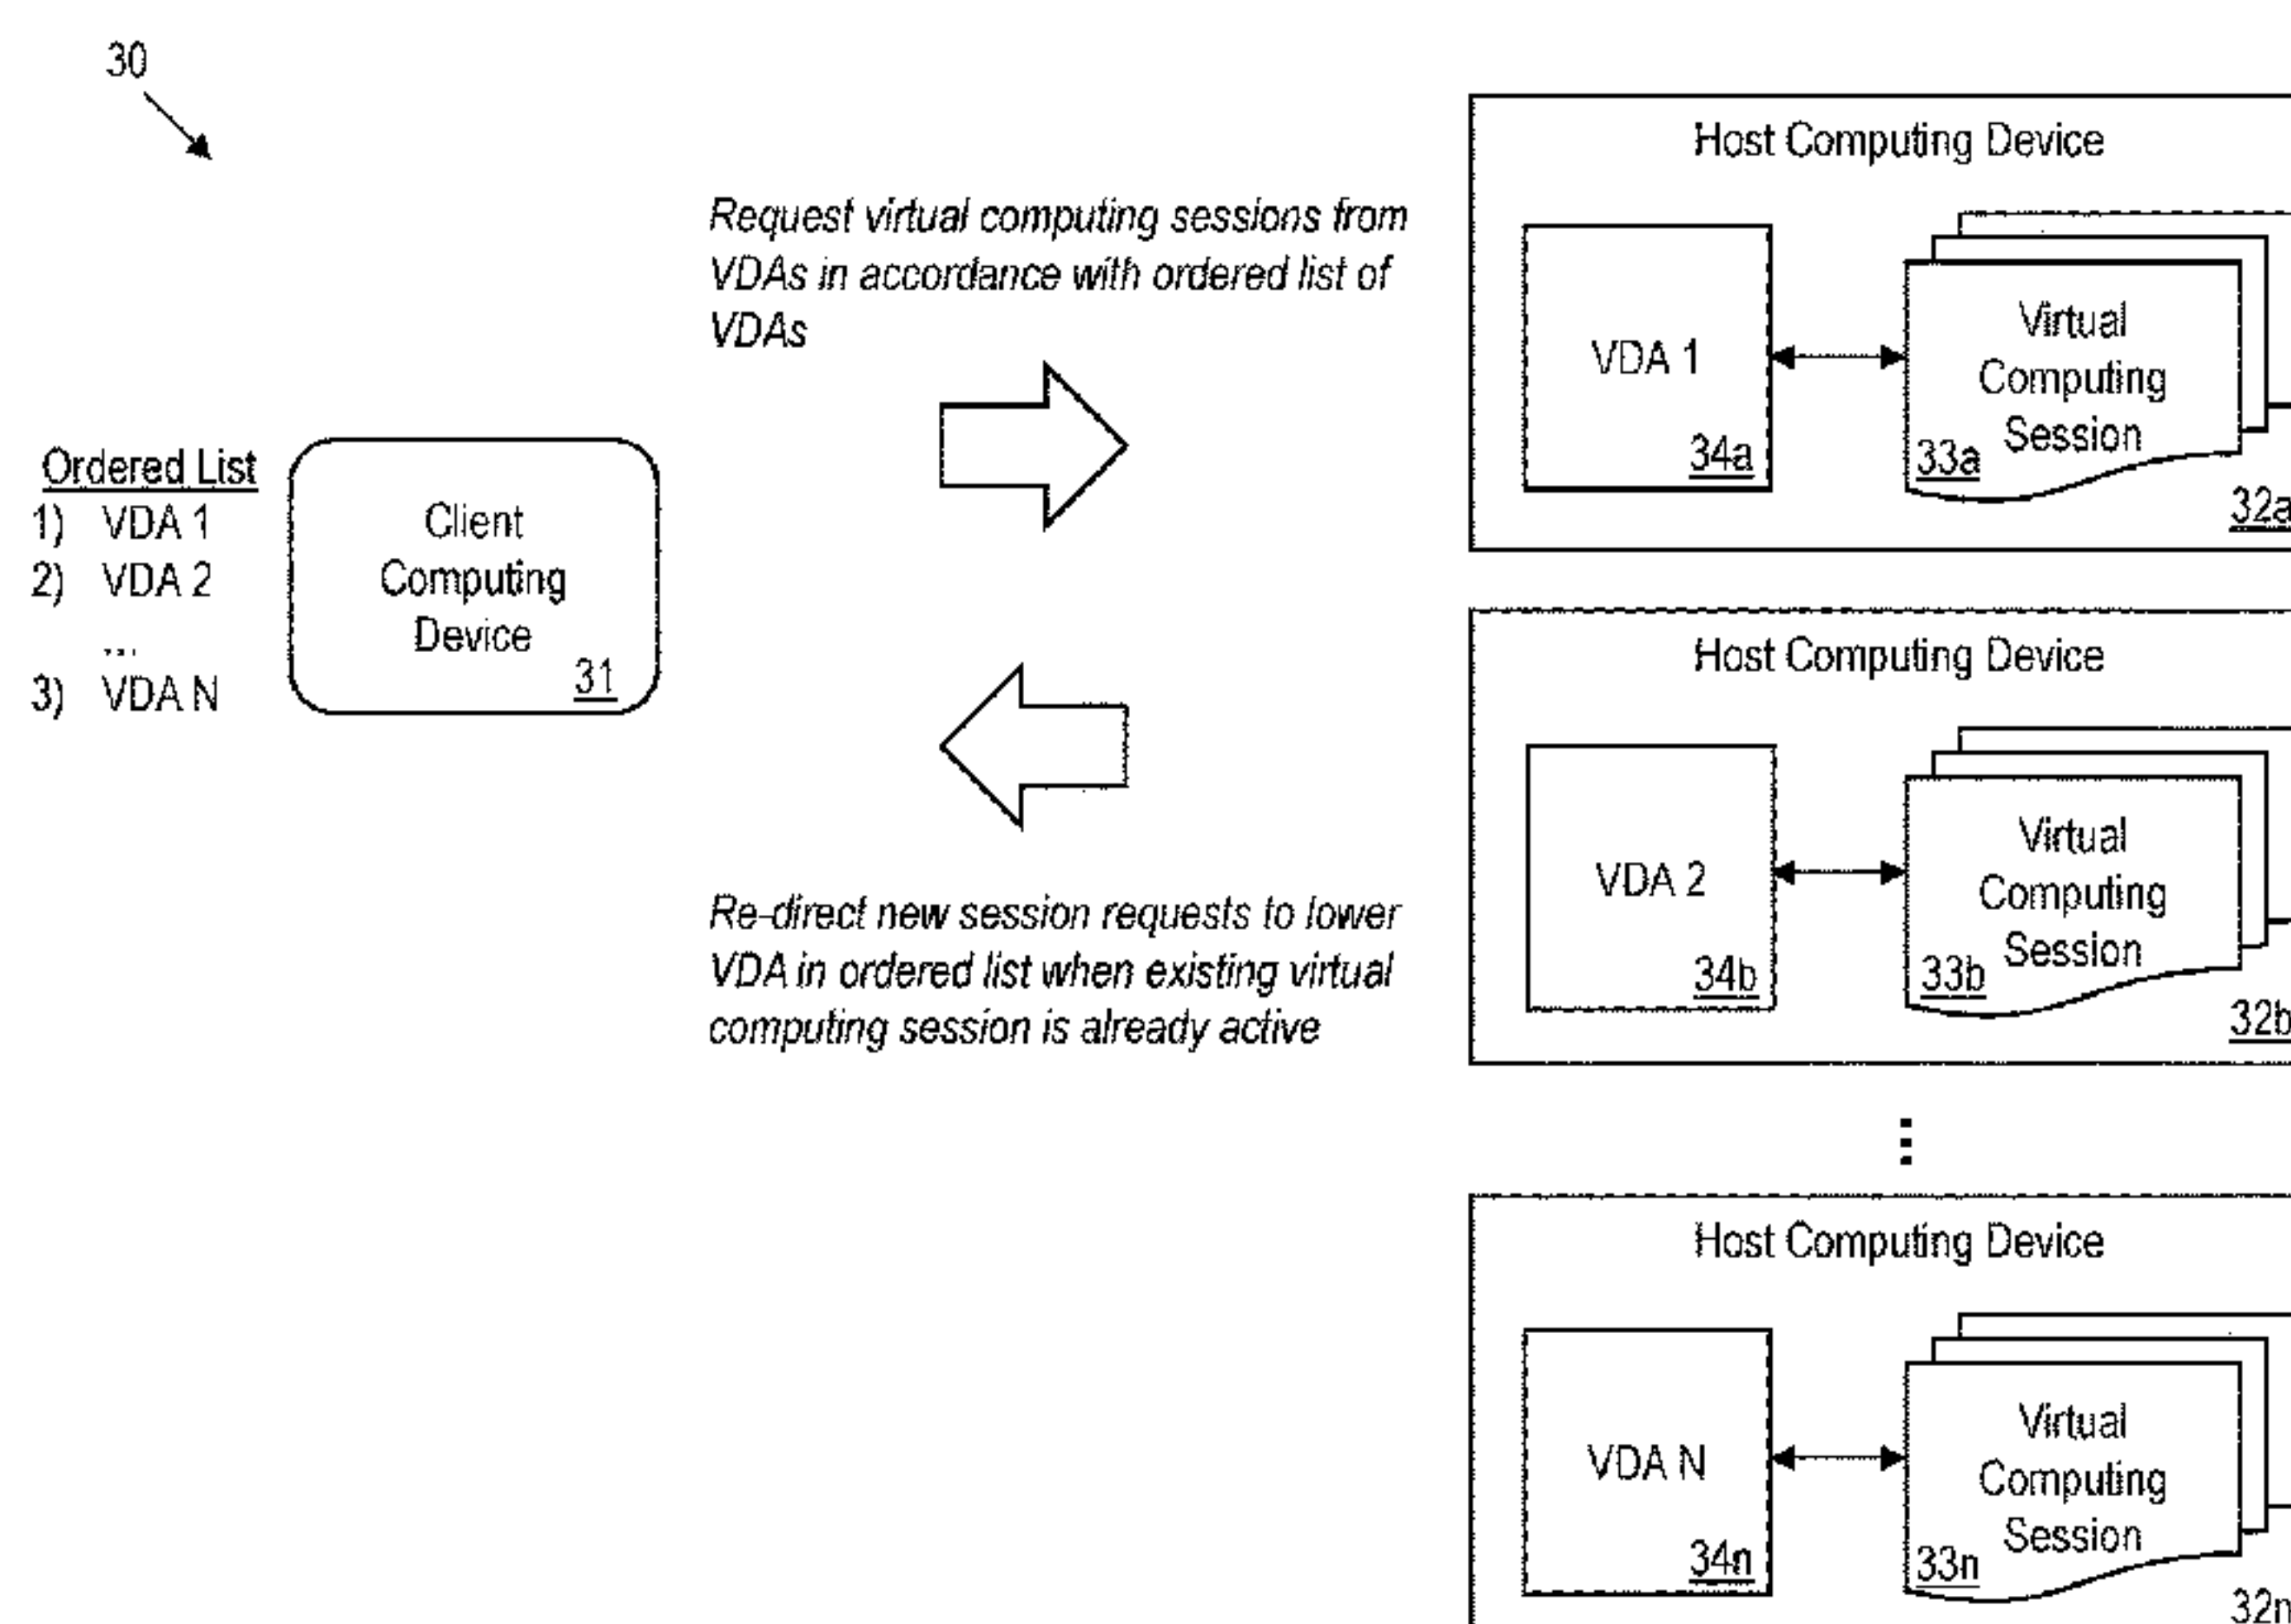 30
Ordered List
1) VDA 1
2) VDA 2
...
3) VDA N
Client
Computing
Device
31
Request virtual computing sessions from
VDAs in accordance with ordered list of
VDAs
Re-direct new session requests to lower
VDA in ordered list when existing virtual
computing session is already active
Host Computing Device
VDA 1
34a
Virtual
Computing
Session
33a
32a
Host Computing Device
VDA 2
34b
Virtual
Computing
Session
33b
32b
Host Computing Device
VDA N
34n
Virtual
Computing
Session
33n
32n